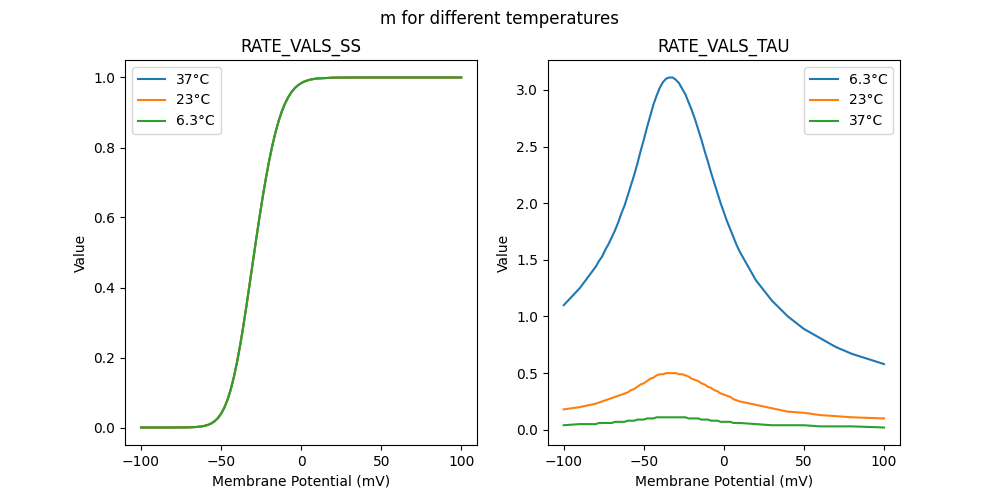 m for different temperatures
RATE_VALS_SS
37°C
23°C
6.3°C
1.0
0.8
0.6
0.4
0.2
0.0
Value
−100
−50
0
50
100
Membrane Potential (mV)
RATE_VALS_TAU
6.3°C
23°C
37°C
3.0
2.5
2.0
1.5
1.0
0.5
0.0
Value
−100
−50
0
50
100
Membrane Potential (mV)